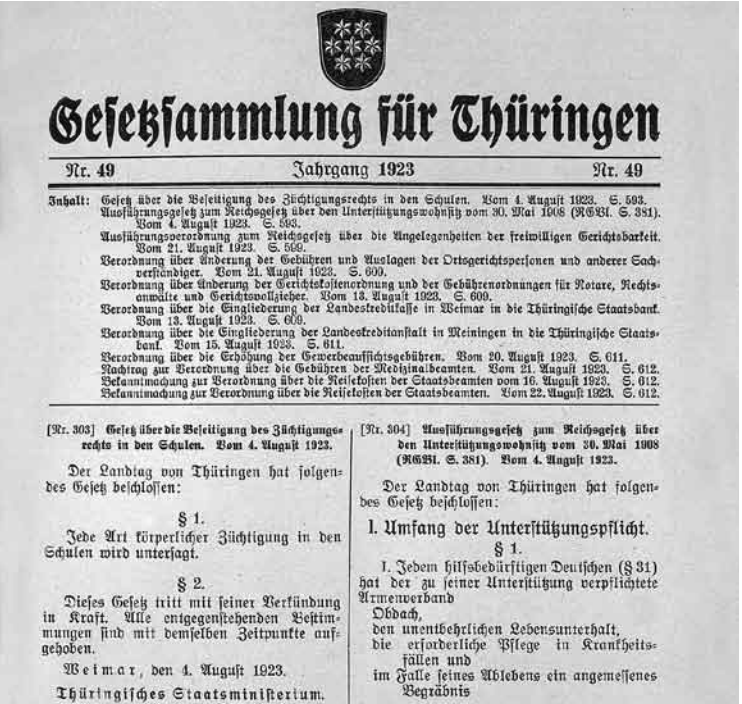 Gesetzsammlung für Thüringen
Nr. 49 Jahrgang 1923 Nr. 49
Inhalt: Gesetz über die Beseitigung des Züchtigungsrechts in den Schulen. Vom 4. August 1923. S. 593.
Ausführungsgesetz zum Reichsgesetz über den Unterstützungswohnsitz vom 30. Mai 1908 (RGBl. S. 381).
Vom 4. August 1923. S. 593.
Ausführungsverordnung zum Reichsgesetz über die Angelegenheiten der freiwilligen Gerichtsbarkeit.
Vom 21. August 1923. S. 599.
Verordnung über Änderung der Gebühren und Auslagen der Ortsgerichtspersonen und anderer Sach-
verständiger. Vom 21. August 1923. S. 609.
Verordnung über Änderung der Gerichtskostenordnung und der Gebührenordnungen für Notare, Rechts-
anwälte und Gerichtsvollzieher. Vom 13. August 1923. S. 609.
Verordnung über die Eingliederung der Landeskreditkasse in Weimar in die Thüringische Staatsbank.
Vom 13. August 1923. S. 609.
Verordnung über die Eingliederung der Landeskreditanstalt in Meiningen in die Thüringische Staats-
bank. Vom 15. August 1923. S. 611.
Verordnung über die Erhöhung der Gewerbeaufsichtsgebühren. Vom 20. August 1923. S. 611.
Nachtrag zur Verordnung über die Gebühren der Medizinalbeamten. Vom 21. August 1923. S. 612.
Bekanntmachung zur Verordnung über die Reisekosten der Staatsbeamten vom 16. August 1923. S. 612.
Bekanntmachung zur Verordnung über die Reisekosten der Staatsbeamten. Vom 22. August 1923. S. 612.
[Nr. 303] Gesetz über die Beseitigung des Züchtigungs-
rechts in den Schulen. Vom 4. August 1923.
Der Landtag von Thüringen hat folgen-
des Gesetz beschlossen:
§ 1.
Jede Art körperlicher Züchtigung in den
Schulen wird untersagt.
§ 2.
Dieses Gesetz tritt mit seiner Verkündung
in Kraft. Alle entgegenstehenden Bestim-
mungen sind mit demselben Zeitpunkte auf-
gehoben.
Weimar, den 4. August 1923.
Thüringisches Staatsministerium.
[Nr. 304] Ausführungsgesetz zum Reichsgesetz über
den Unterstützungswohnsitz vom 30. Mai 1908
(RGBl. S. 381). Vom 4. August 1923.
Der Landtag von Thüringen hat folgen-
des Gesetz beschlossen:
I. Umfang der Unterstützungspflicht.
§ 1.
I. Jedem hilfsbedürftigen Deutschen (§ 31)
hat der zu seiner Unterstützung verpflichtete
Armenverband
Obdach,
den unentbehrlichen Lebensunterhalt,
die erforderliche Pflege in Krankheits-
fällen und
im Falle seines Ablebens ein angemessenes
Begräbnis